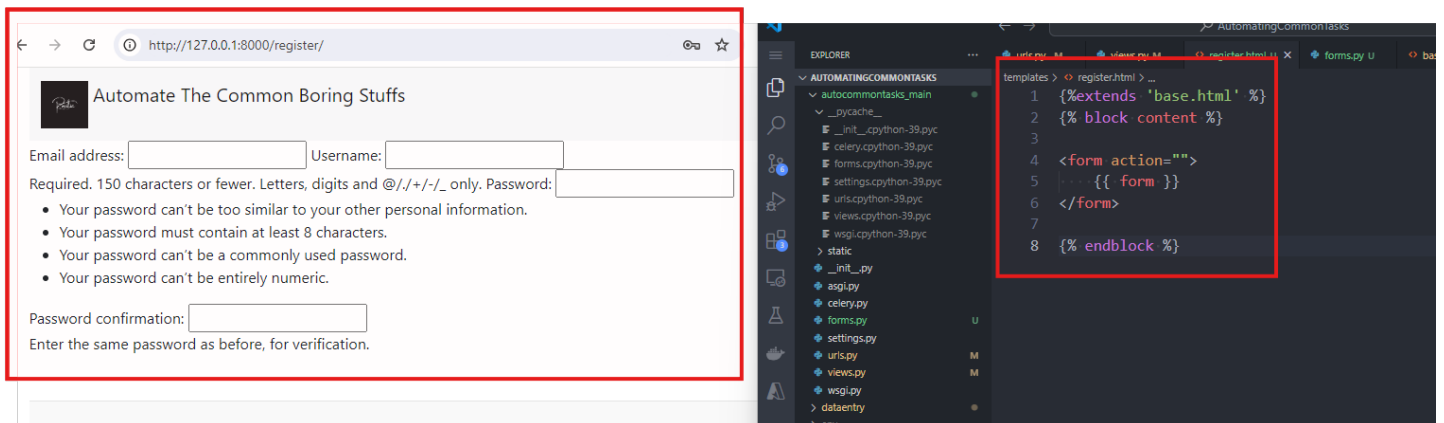 http://127.0.0.1:8000/register/
Automate The Common Boring Stuffs
Email address:
Username:
Required. 150 characters or fewer. Letters, digits and @/./+/-/_ only. Password:
Your password can't be too similar to your other personal information.
Your password must contain at least 8 characters.
Your password can't be a commonly used password.
Your password can't be entirely numeric.
Password confirmation:
Enter the same password as before, for verification.
AutomatingCommonTasks
EXPLORER
AUTOMATINGCOMMONTASKS
autocommontasks_main
__pycache__
__init__.cpython-39.pyc
celery.cpython-39.pyc
forms.cpython-39.pyc
settings.cpython-39.pyc
urls.cpython-39.pyc
views.cpython-39.pyc
wsgi.cpython-39.pyc
static
__init__.py
asgi.py
celery.py
forms.py U
settings.py
urls.py M
views.py M
wsgi.py
dataentry
6
3
urls.py M
views.py M
register.html U
forms.py U
templates > register.html > ...
1 {%extends 'base.html' %}
2 {% block content %}
3
4 <form action="">
5 {{ form }}
6 </form>
7
8 {% endblock %}